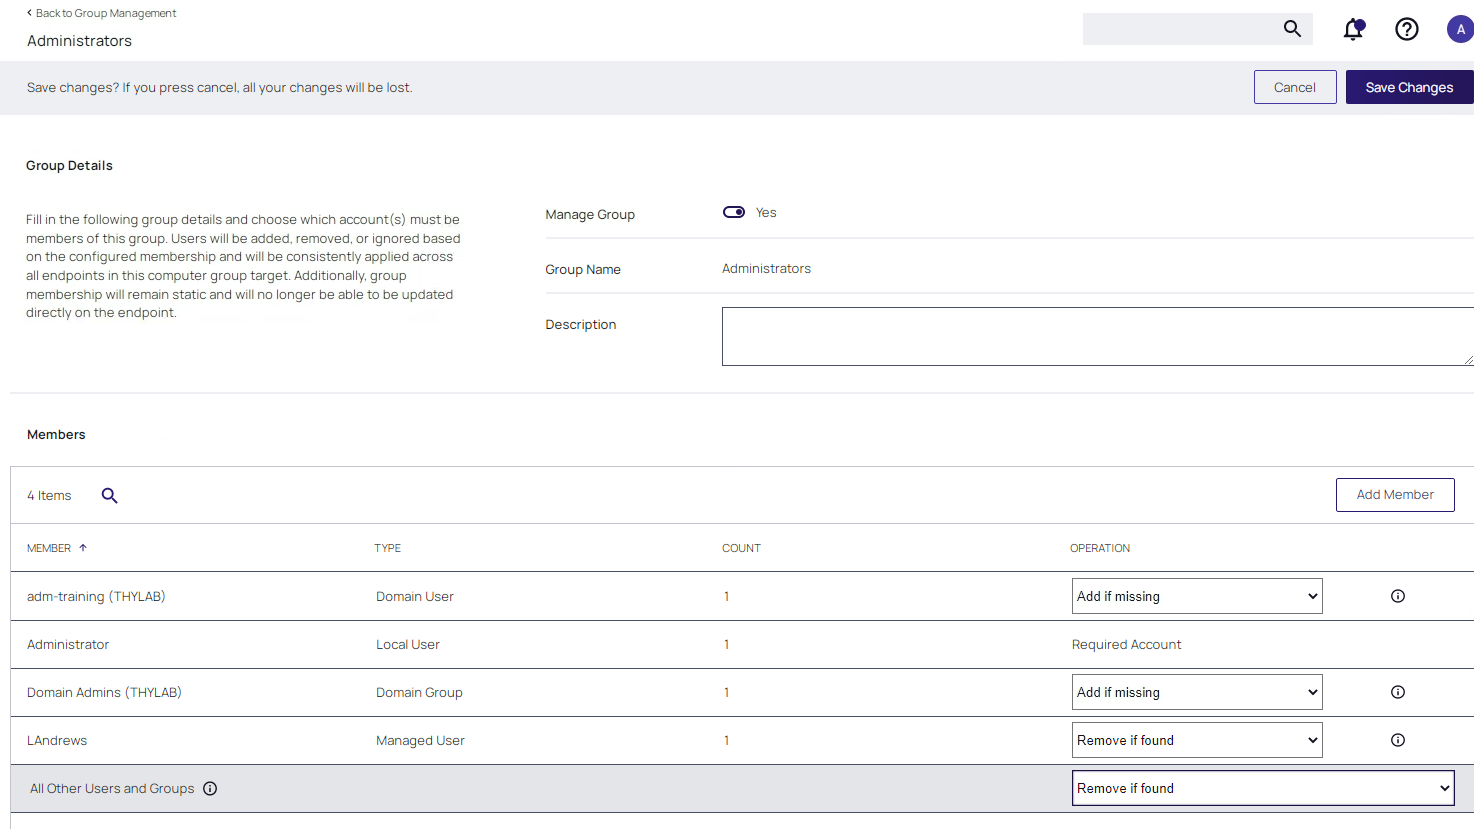 Back to Group Management
Administrators
A
Save changes? If you press cancel, all your changes will be lost.
Cancel
Save Changes
Group Details
Fill in the following group details and choose which account(s) must be
members of this group. Users will be added, removed, or ignored based
on the configured membership and will be consistently applied across
all endpoints in this computer group target. Additionally, group
membership will remain static and will no longer be able to be updated
directly on the endpoint.
Manage Group
Yes
Group Name
Administrators
Description
Members
4 Items
Add Member
MEMBER TYPE COUNT OPERATION
adm-training (THYLAB) Domain User 1 Add if missing
Administrator Local User 1 Required Account
Domain Admins (THYLAB) Domain Group 1 Add if missing
LAndrews Managed User 1 Remove if found
All Other Users and Groups Remove if found